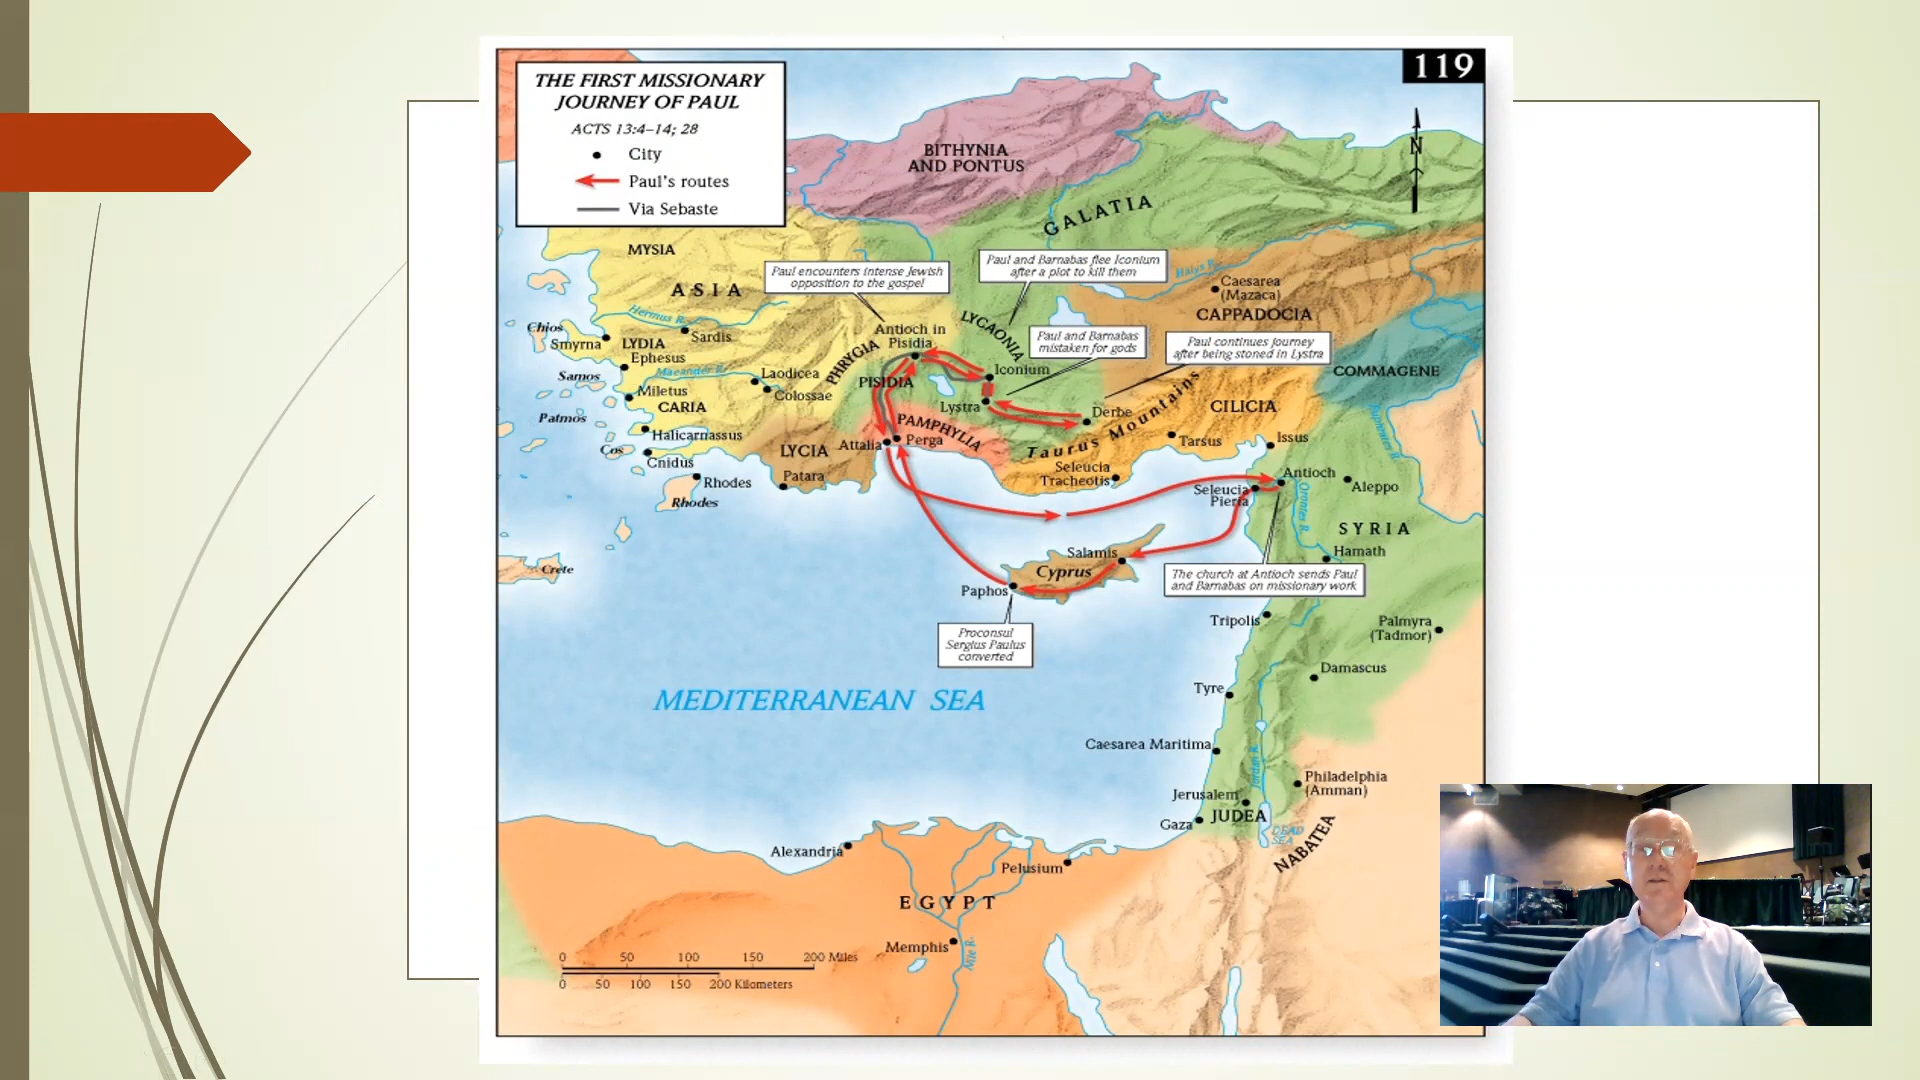 119
THE FIRST MISSIONARY
JOURNEY OF PAUL
ACTS 13:4–14; 28
City
Paul's routes
Via Sebaste
N
BITHYNIA
AND PONTUS
GALATIA
MYSIA
ASIA
Paul encounters intense Jewish
opposition to the gospel
Paul and Barnabas flee Iconium
after a plot to kill them
Halys R.
Caesarea
(Mazaca)
CAPPADOCIA
Hermus R.
Chios
Smyrna
LYDIA
Sardis
Ephesus
Antioch in
Pisidia
LYCAONIA
PHRYGIA
Paul and Barnabas
mistaken for gods
Paul continues journey
after being stoned in Lystra
COMMAGENE
Samos
Maeander R.
Laodicea
Colossae
PISIDIA
Iconium
Miletus
CARIA
Patmos
Lystra
Derbe
CILICIA
Euphrates R.
Halicarnassus
PAMPHYLIA
Taurus Mountains
Tarsus
Issus
Cos
Cnidus
LYCIA
Attalia
Perga
Patara
Rhodes
Rhodes
Seleucia
Tracheotis
Antioch
Seleucia
Pieria
Aleppo
Orontes R.
SYRIA
Salamis
Hamath
Crete
Cyprus
Paphos
The church at Antioch sends Paul
and Barnabas on missionary work
Proconsul
Sergius Paulus
converted
Tripolis
Palmyra
(Tadmor)
Damascus
MEDITERRANEAN SEA
Tyre
Caesarea Maritima
Jordan R.
Philadelphia
(Amman)
Jerusalem
JUDEA
Gaza
DEAD
SEA
NABATEA
Alexandria
Pelusium
EGYPT
Memphis
Nile R.
0 50 100 150 200 Miles
0 50 100 150 200 Kilometers